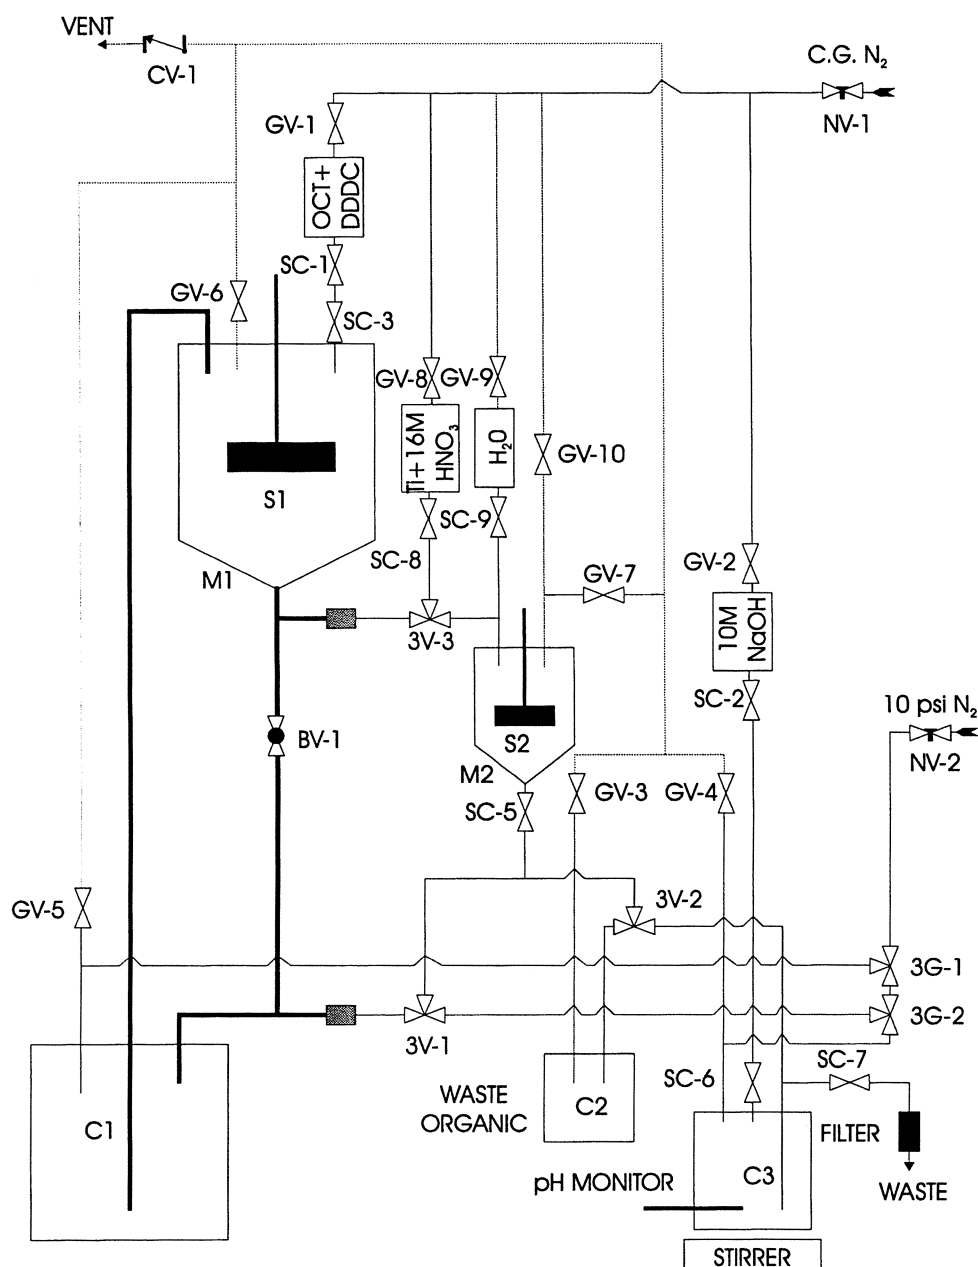 VENT
CV-1
C.G. N₂
NV-1
GV-1
OCT+
DDDC
SC-1
GV-6
SC-3
GV-8
GV-9
Ti+16M
HNO₃
H₂0
GV-10
S1
SC-9
SC-8
GV-2
M1
GV-7
3V-3
10M
NaOH
SC-2
10 psi N₂
BV-1
S2
NV-2
M2
GV-3
GV-4
SC-5
GV-5
3V-2
3G-1
3G-2
3V-1
SC-7
SC-6
WASTE
ORGANIC
C2
C1
FILTER
C3
pH MONITOR
WASTE
STIRRER